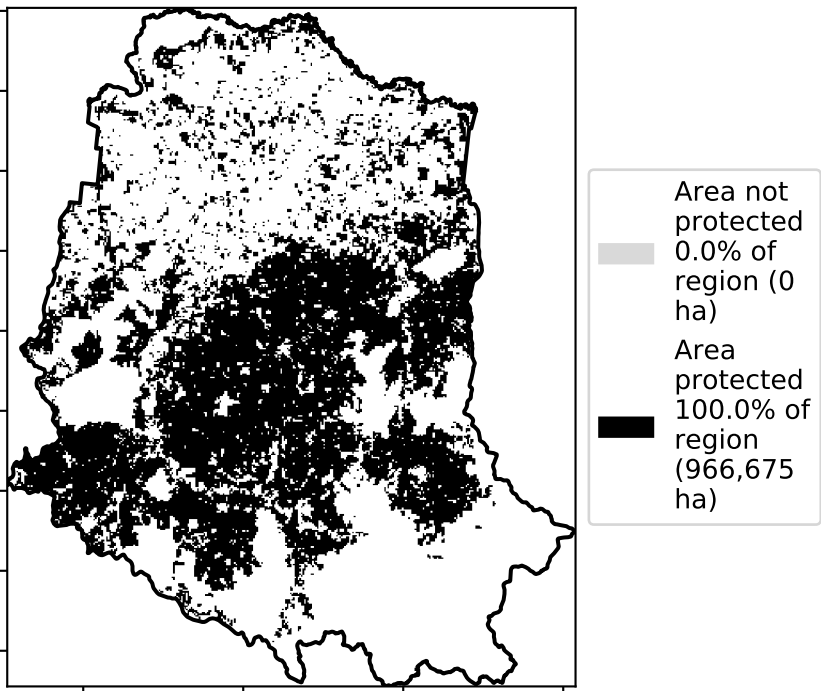 Area not
protected
0.0% of
region (0
ha)
Area
protected
100.0% of
region
(966,675
ha)